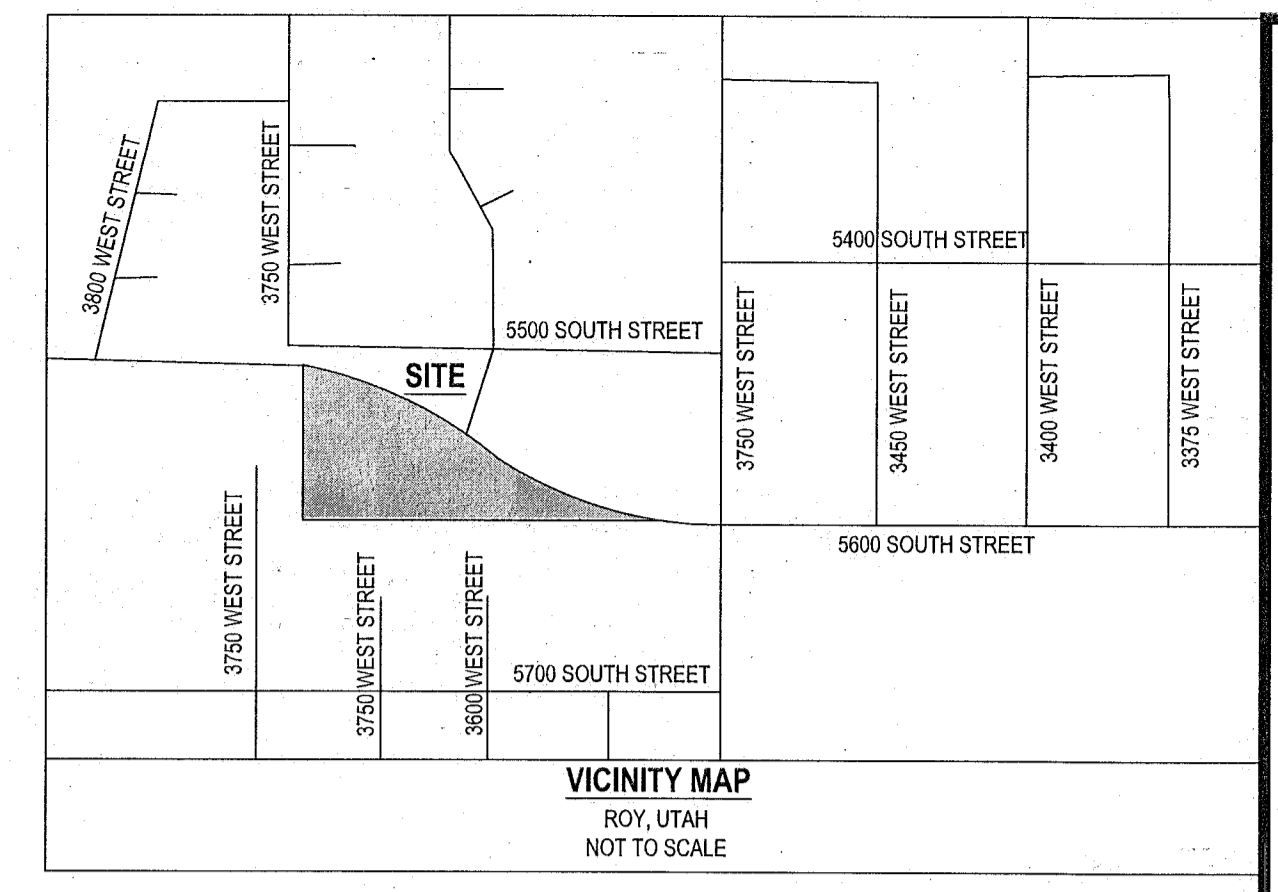 3800 WEST STREET
3750 WEST STREET
5400 SOUTH STREET
5500 SOUTH STREET
SITE
3750 WEST STREET
3450 WEST STREET
3400 WEST STREET
3375 WEST STREET
5600 SOUTH STREET
3750 WEST STREET
3750 WEST STREET
3600 WEST STREET
5700 SOUTH STREET
VICINITY MAP
ROY, UTAH
NOT TO SCALE